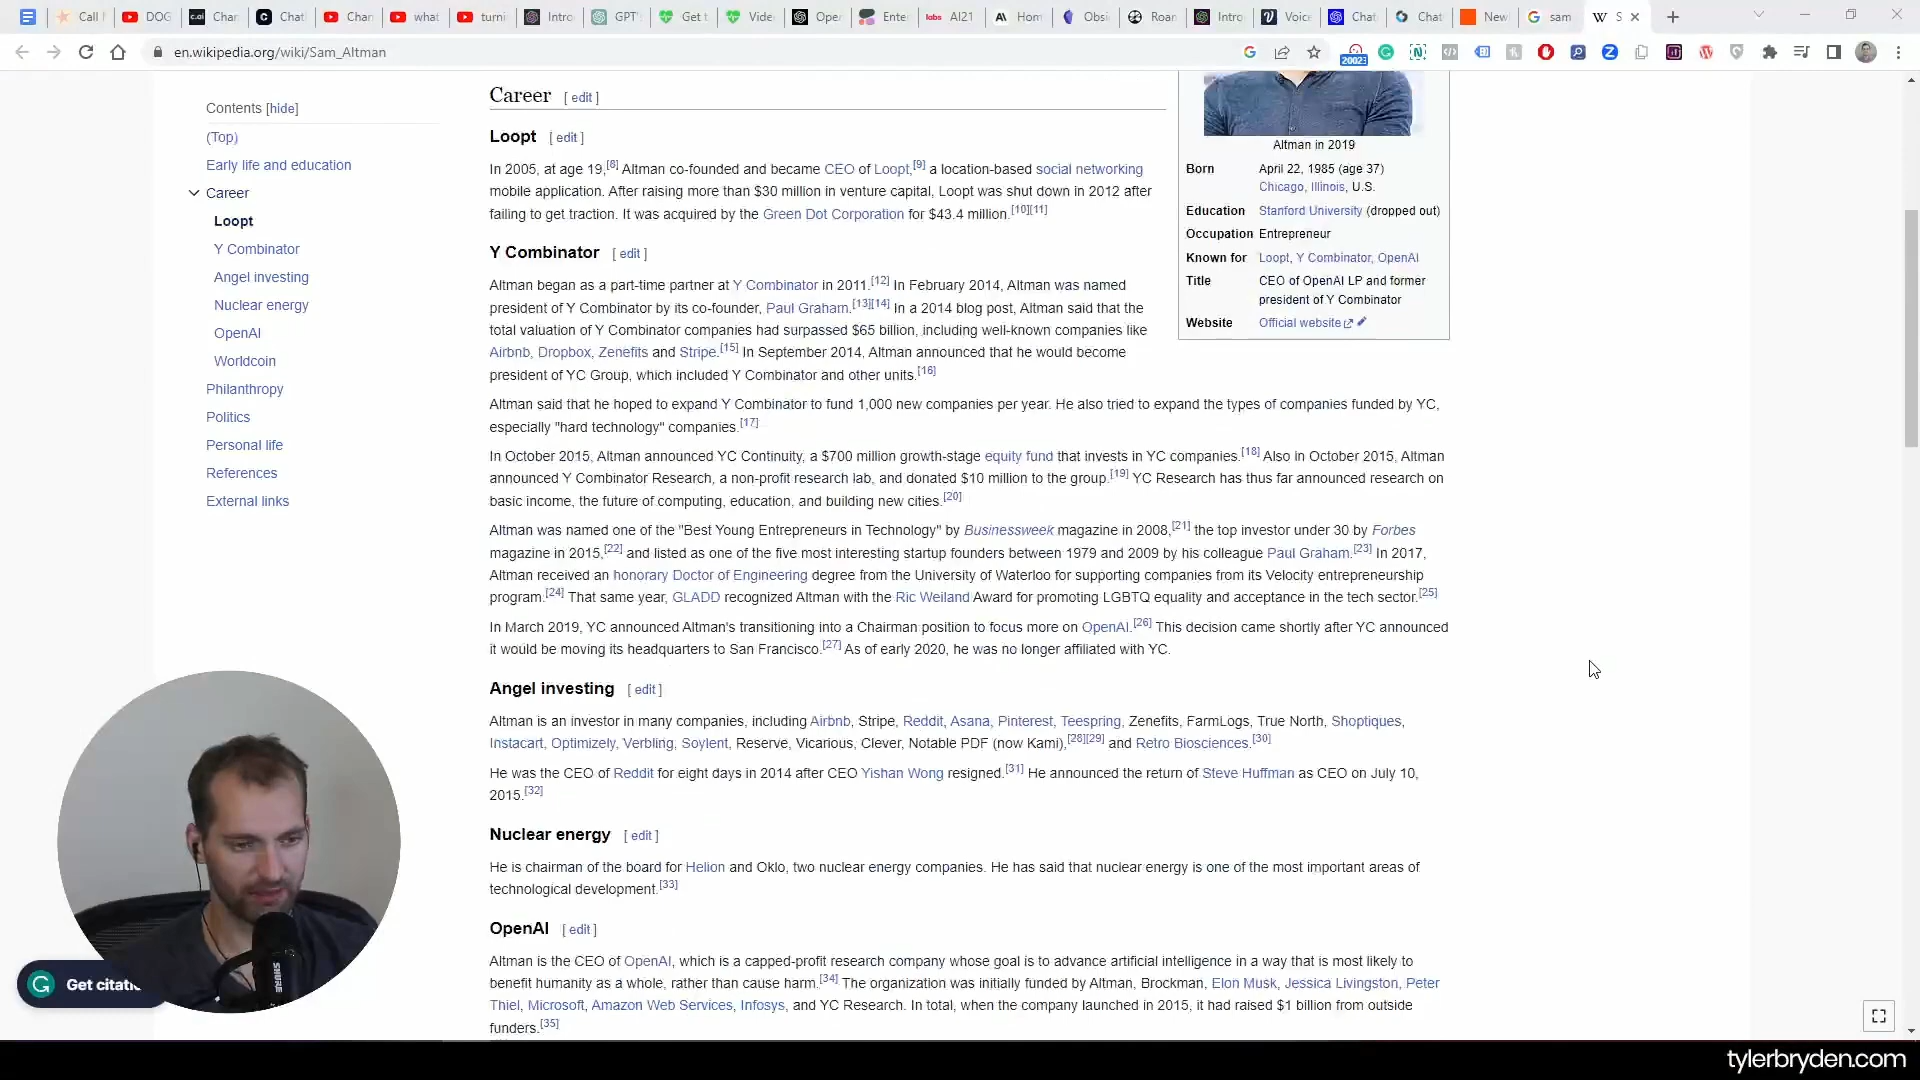 Call I
DOG
Chan
Chat
Chan
what
turni
Intro
GPT'
Get t
Vide
Oper
Ente
labs AI21
Hom
Obsi
Roan
Intro
Voice
Chat
Chat
New
sam
W S
en.wikipedia.org/wiki/Sam_Altman
20023
Contents [hide]
(Top)
Early life and education
Career
Loopt
Y Combinator
Angel investing
Nuclear energy
OpenAI
Worldcoin
Philanthropy
Politics
Personal life
References
External links
Career [ edit ]
Loopt [ edit ]
In 2005, at age 19,[8] Altman co-founded and became CEO of Loopt,[9] a location-based social networking
mobile application. After raising more than $30 million in venture capital, Loopt was shut down in 2012 after
failing to get traction. It was acquired by the Green Dot Corporation for $43.4 million.[10][11]
Y Combinator [ edit ]
Altman began as a part-time partner at Y Combinator in 2011.[12] In February 2014, Altman was named
president of Y Combinator by its co-founder, Paul Graham.[13][14] In a 2014 blog post, Altman said that the
total valuation of Y Combinator companies had surpassed $65 billion, including well-known companies like
Airbnb, Dropbox, Zenefits and Stripe.[15] In September 2014, Altman announced that he would become
president of YC Group, which included Y Combinator and other units.[16]
Altman said that he hoped to expand Y Combinator to fund 1,000 new companies per year. He also tried to expand the types of companies funded by YC,
especially "hard technology" companies.[17]
In October 2015, Altman announced YC Continuity, a $700 million growth-stage equity fund that invests in YC companies.[18] Also in October 2015, Altman
announced Y Combinator Research, a non-profit research lab, and donated $10 million to the group.[19] YC Research has thus far announced research on
basic income, the future of computing, education, and building new cities.[20]
Altman was named one of the "Best Young Entrepreneurs in Technology" by Businessweek magazine in 2008,[21] the top investor under 30 by Forbes
magazine in 2015,[22] and listed as one of the five most interesting startup founders between 1979 and 2009 by his colleague Paul Graham.[23] In 2017,
Altman received an honorary Doctor of Engineering degree from the University of Waterloo for supporting companies from its Velocity entrepreneurship
program.[24] That same year, GLADD recognized Altman with the Ric Weiland Award for promoting LGBTQ equality and acceptance in the tech sector.[25]
In March 2019, YC announced Altman's transitioning into a Chairman position to focus more on OpenAI.[26] This decision came shortly after YC announced
it would be moving its headquarters to San Francisco.[27] As of early 2020, he was no longer affiliated with YC.
Angel investing [ edit ]
Altman is an investor in many companies, including Airbnb, Stripe, Reddit, Asana, Pinterest, Teespring, Zenefits, FarmLogs, True North, Shoptiques,
Instacart, Optimizely, Verbling, Soylent, Reserve, Vicarious, Clever, Notable PDF (now Kami),[28][29] and Retro Biosciences.[30]
He was the CEO of Reddit for eight days in 2014 after CEO Yishan Wong resigned.[31] He announced the return of Steve Huffman as CEO on July 10,
2015.[32]
Nuclear energy [ edit ]
He is chairman of the board for Helion and Oklo, two nuclear energy companies. He has said that nuclear energy is one of the most important areas of
technological development.[33]
OpenAI [ edit ]
Altman is the CEO of OpenAI, which is a capped-profit research company whose goal is to advance artificial intelligence in a way that is most likely to
benefit humanity as a whole, rather than cause harm.[34] The organization was initially funded by Altman, Brockman, Elon Musk, Jessica Livingston, Peter
Thiel, Microsoft, Amazon Web Services, Infosys, and YC Research. In total, when the company launched in 2015, it had raised $1 billion from outside
funders.[35]
Altman in 2019
Born April 22, 1985 (age 37)
Chicago, Illinois, U.S.
Education Stanford University (dropped out)
Occupation Entrepreneur
Known for Loopt, Y Combinator, OpenAI
Title CEO of OpenAI LP and former
president of Y Combinator
Website Official website
Get citatic
SHURE
tylerbryden.com